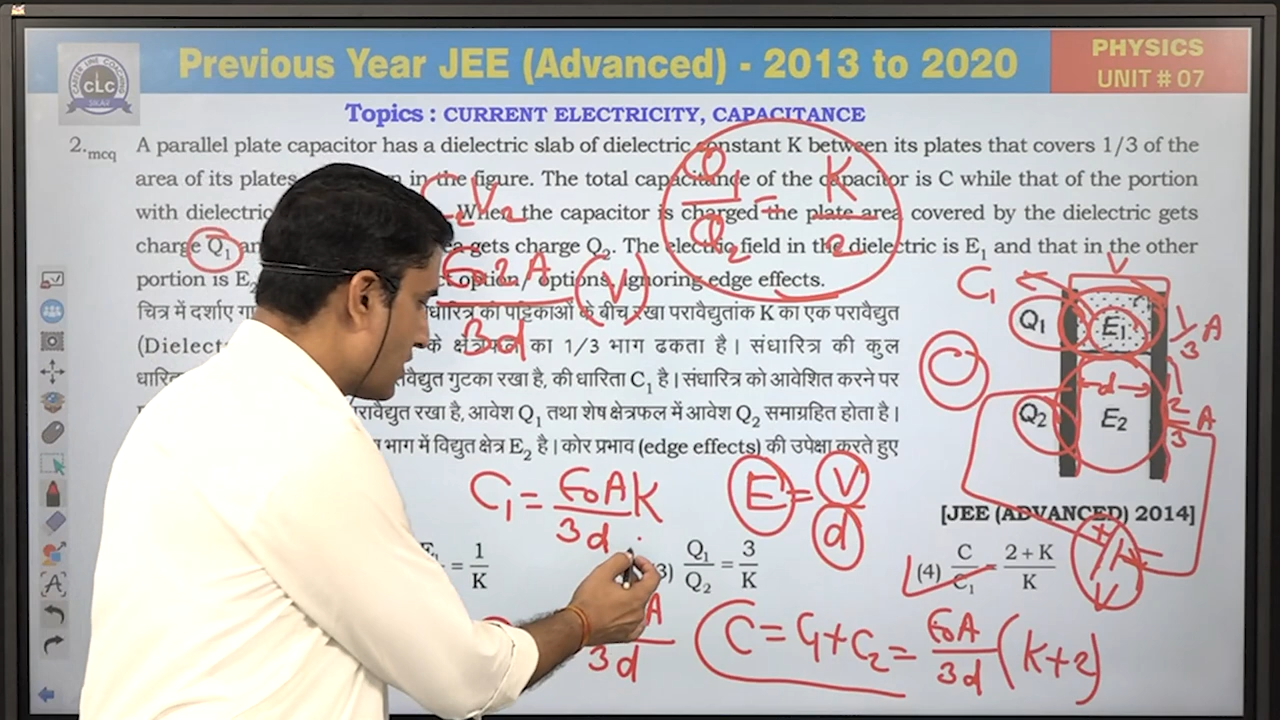 Previous Year JEE (Advanced) - 2013 to 2020
PHYSICS
UNIT # 07
CLC
SIKAR
Topics : CURRENT ELECTRICITY, CAPACITANCE
2. mcq A parallel plate capacitor has a dielectric slab of dielectric constant K between its plates that covers 1/3 of the
area of its plates in the figure. The total capacitance of the capacitor is C while that of the portion
with dielectric When the capacitor is charged the plate area covered by the dielectric gets
charge Q₁ gets charge Q₂. The electric field in the dielectric is E₁ and that in the other
portion is option/ options, ignoring edge effects.
चित्र में दर्शाए की पट्टिकाओं के बीच रखा परावैद्युतांक K का एक परावैद्युत
(Dielect के क्षेत्रफल का 1/3 भाग ढकता है। संधारित्र की कुल
गुटका रखा है, की धारिता C₁ है। संधारित्र को आवेशित करने पर
रखा है, आवेश Q₁ तथा शेष क्षेत्रफल में आवेश Q₂ समाग्रहित होता है।
भाग में विद्युत क्षेत्र E₂ है। कोर प्रभाव (edge effects) की उपेक्षा करते हुए
Q₁/Q₂ = K/2
V₂
2A/3d (V)
V
C₁
Q₁ E₁ 1/3 A
C
d
Q₂ E₂ 2/3 A
C₁ = ε₀AK/3d
E = V/d
[JEE (ADVANCED) 2014]
= 1/K
3) Q₁/Q₂ = 3/K
(4) C/C₁ = 2 + K/K
V
A/3d
C = C₁+C₂ = ε₀A/3d (K+2)